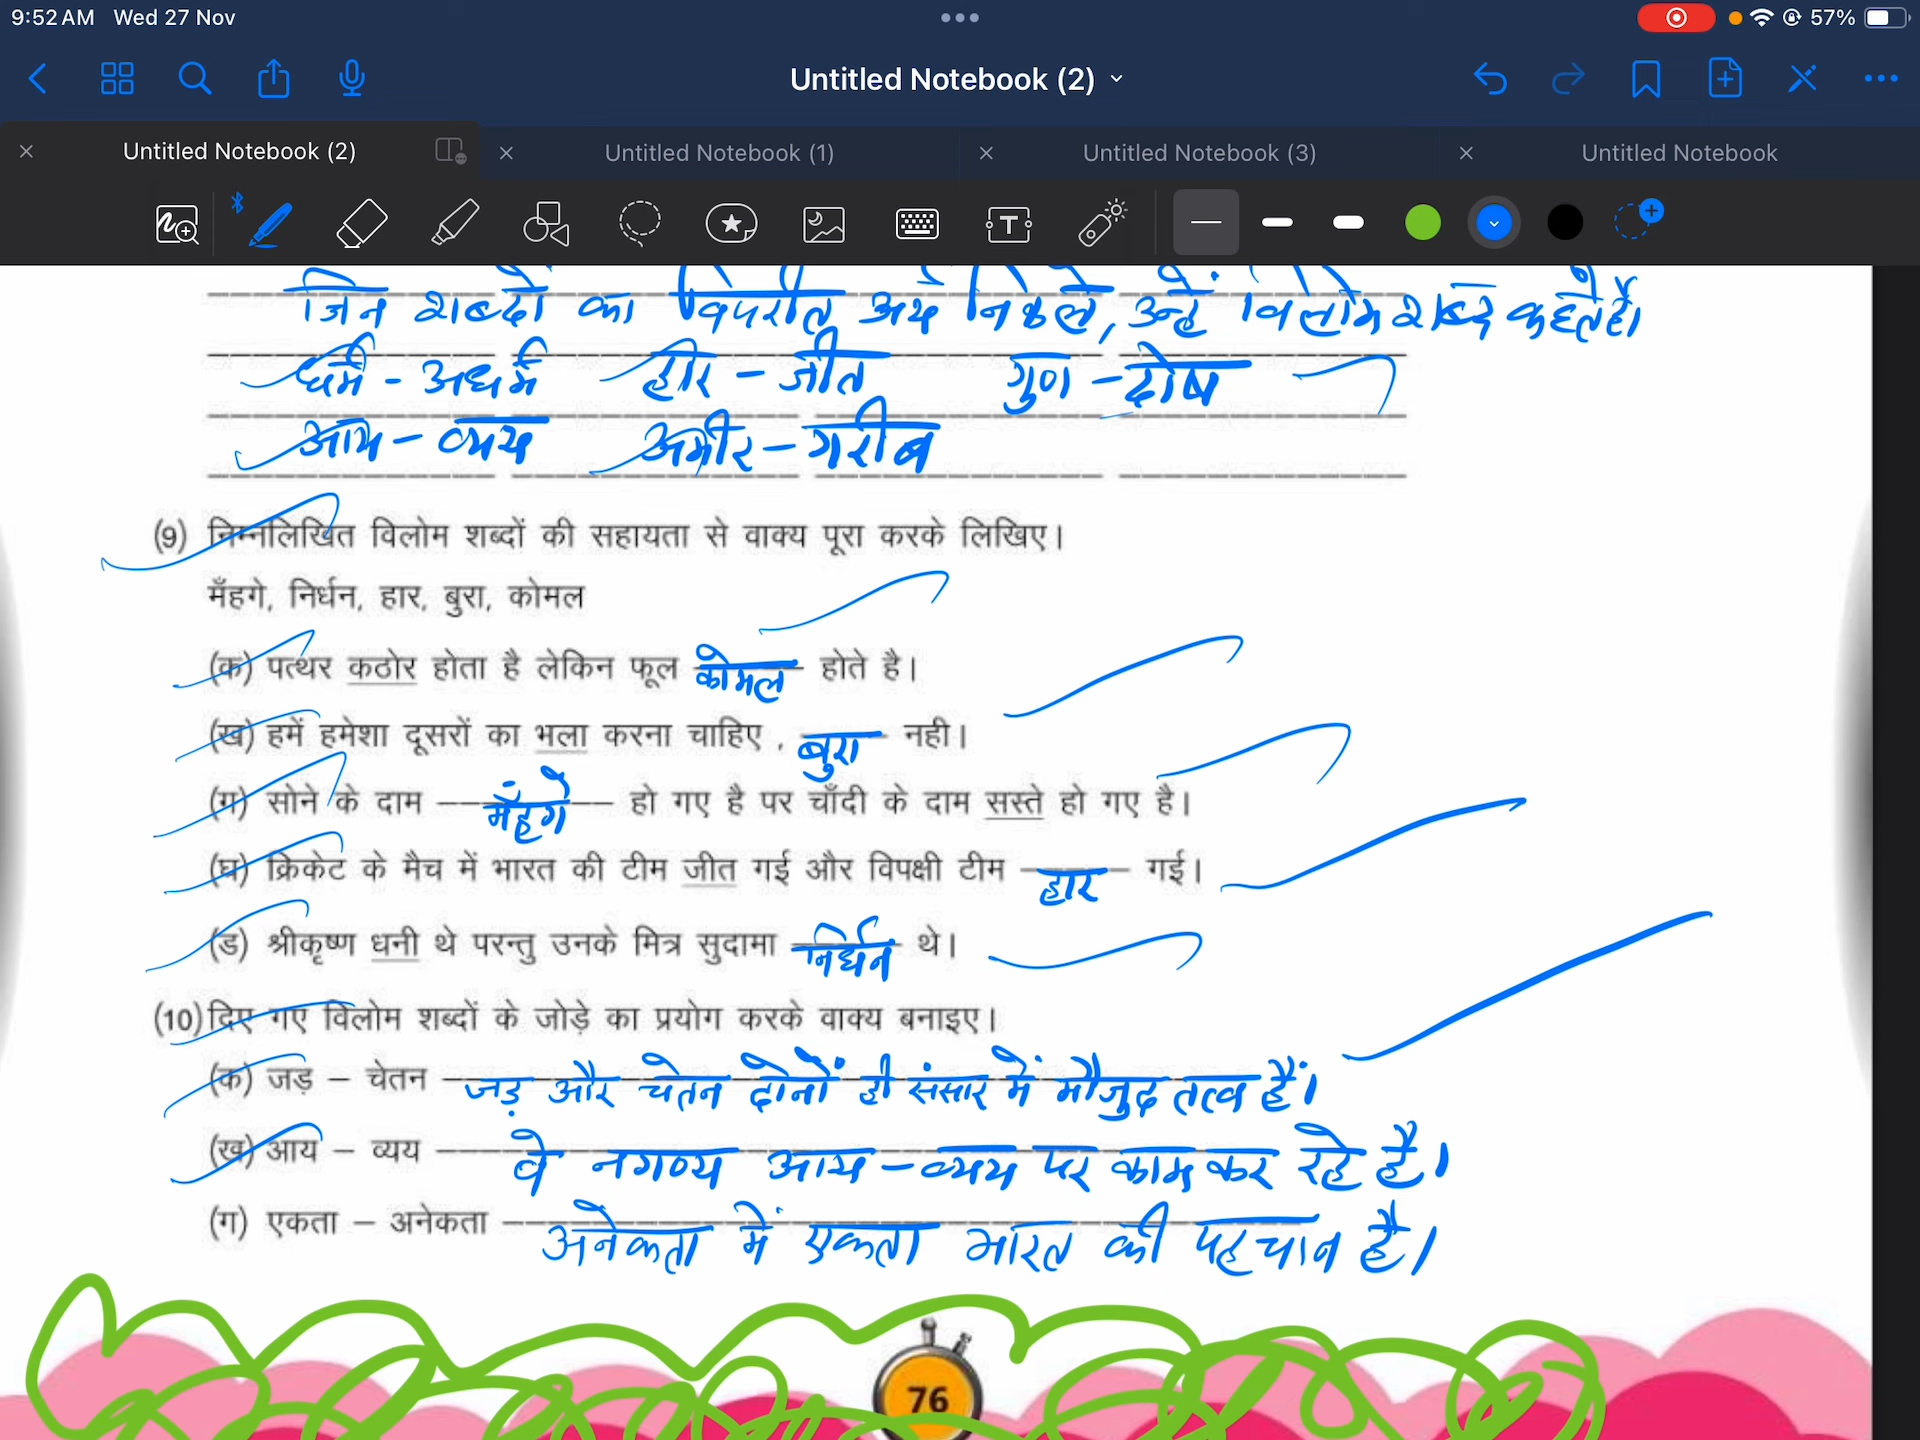 9:52 AM Wed 27 Nov
57%
Untitled Notebook (2)
Untitled Notebook (2) Untitled Notebook (1) Untitled Notebook (3) Untitled Notebook
जिन शब्दों का विपरीत अर्थ निकले, उन्हें विलोम शब्द कहते हैं।
धर्म - अधर्म हार - जीत गुण - दोष
आय - व्यय अमीर - गरीब
(9) निम्नलिखित विलोम शब्दों की सहायता से वाक्य पूरा करके लिखिए।
मँहगे, निर्धन, हार, बुरा, कोमल
(क) पत्थर कठोर होता है लेकिन फूल कोमल होते है।
(ख) हमें हमेशा दूसरों का भला करना चाहिए , बुरा नही।
(ग) सोने के दाम मँहगे हो गए है पर चाँदी के दाम सस्ते हो गए है।
(घ) क्रिकेट के मैच में भारत की टीम जीत गई और विपक्षी टीम हार गई।
(ड) श्रीकृष्ण धनी थे परन्तु उनके मित्र सुदामा निर्धन थे।
(10) दिए गए विलोम शब्दों के जोड़े का प्रयोग करके वाक्य बनाइए।
(क) जड़ – चेतन जड़ और चेतन दोनों ही संसार में मौजुद तत्व हैं।
(ख) आय – व्यय वे नगण्य आय - व्यय पर काम कर रहे हैं।
(ग) एकता – अनेकता अनेकता में एकता भारत की पहचान है।
76